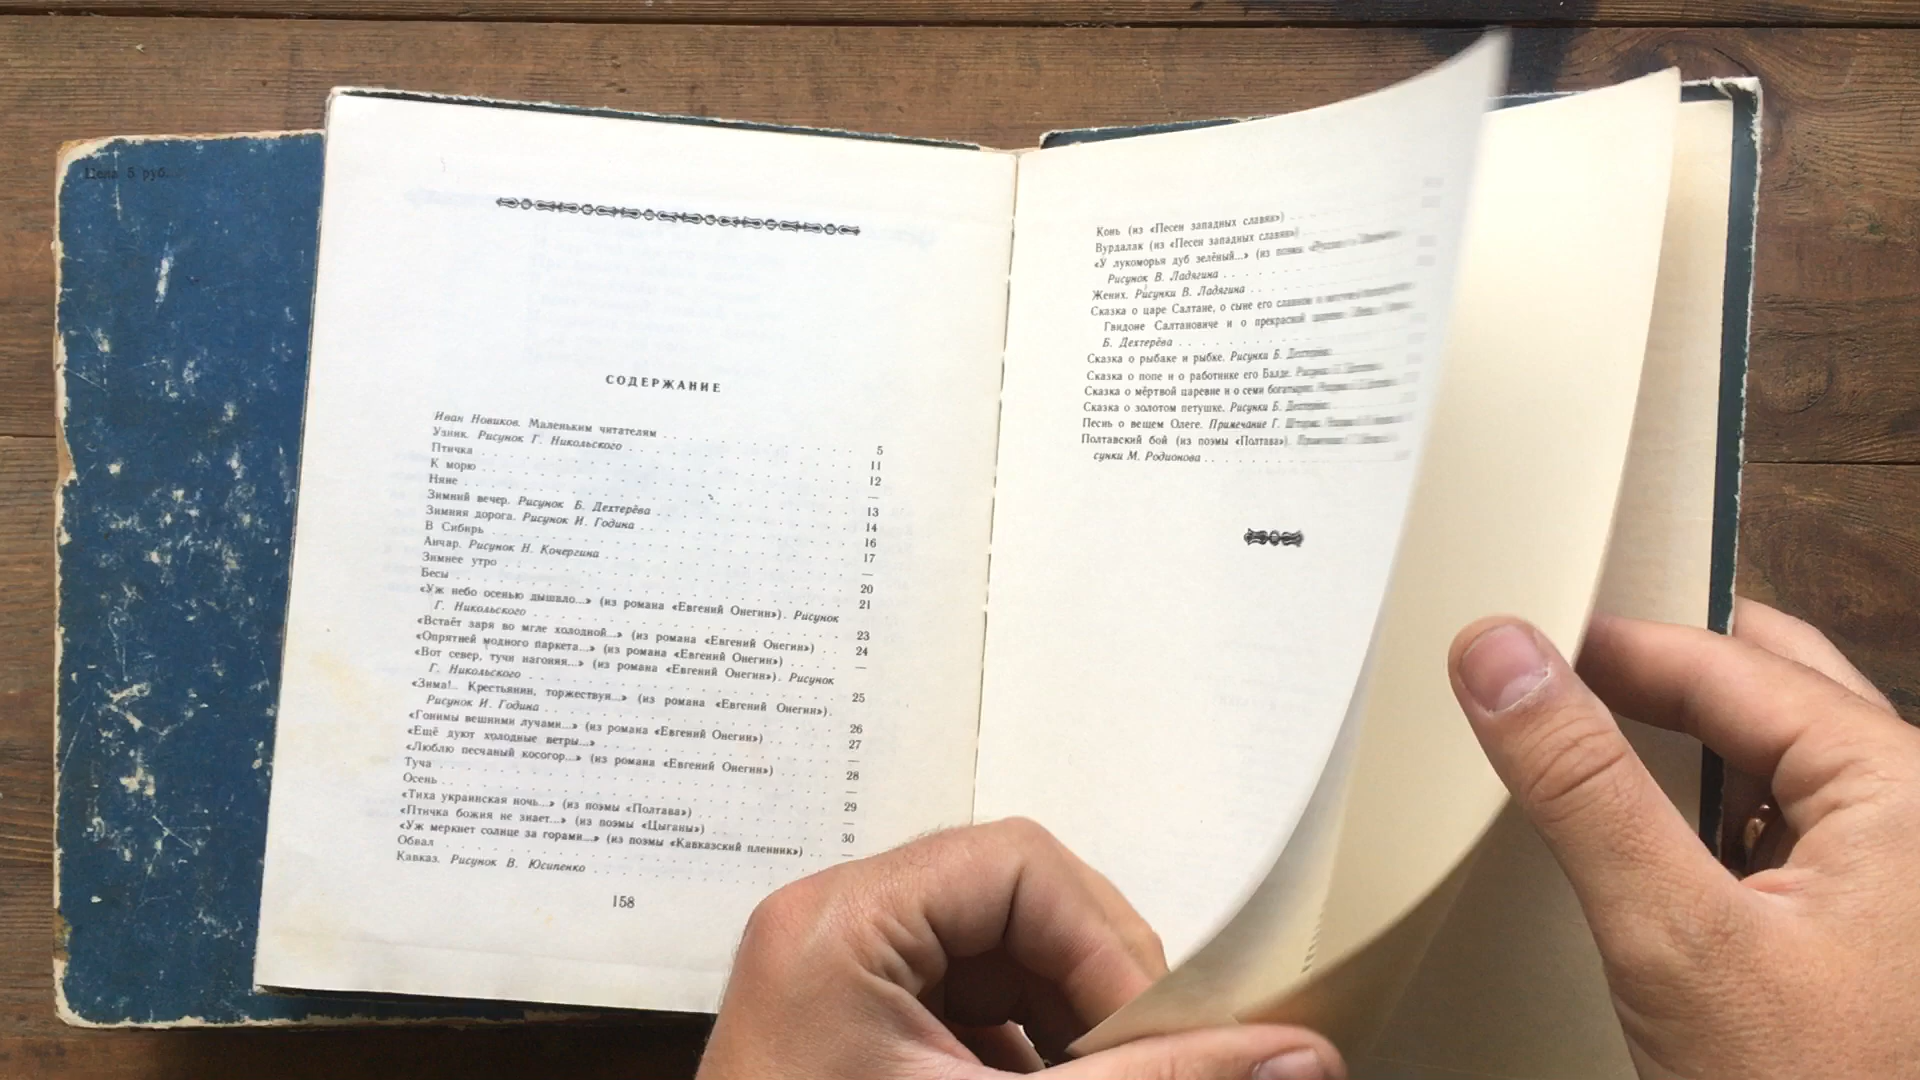 Цена 5 руб.
СОДЕРЖАНИЕ
Иван Новиков. Маленьким читателям . . . 5
Узник. Рисунок Г. Никольского . . . 11
Птичка . . . 12
К морю . . . —
Няне . . . 13
Зимний вечер. Рисунок Б. Дехтерёва . . . 14
Зимняя дорога. Рисунок И. Година . . . 16
В Сибирь . . . 17
Анчар. Рисунок Н. Кочергина . . . —
Зимнее утро . . . 20
Бесы . . . 21
«Уж небо осенью дышало...» (из романа «Евгений Онегин»). Рисунок
Г. Никольского . . . 23
«Встаёт заря во мгле холодной...» (из романа «Евгений Онегин») . . 24
«Опрятней модного паркета...» (из романа «Евгений Онегин») . . . . —
«Вот север, тучи нагоняя...» (из романа «Евгений Онегин»). Рисунок
Г. Никольского . . . 25
«Зима!.. Крестьянин, торжествуя...» (из романа «Евгений Онегин»).
Рисунок И. Година . . . 26
«Гонимы вешними лучами...» (из романа «Евгений Онегин») . . . 27
«Ещё дуют холодные ветры...» . . . —
«Люблю песчаный косогор...» (из романа «Евгений Онегин») . . . 28
Туча . . . —
Осень . . . 29
«Тиха украинская ночь...» (из поэмы «Полтава») . . . —
«Птичка божия не знает...» (из поэмы «Цыганы») . . . 30
«Уж меркнет солнце за горами...» (из поэмы «Кавказский пленник») . . —
Обвал
Кавказ. Рисунок В. Юсипенко
158
Конь (из «Песен западных славян»)
Вурдалак (из «Песен западных славян»)
«У лукоморья дуб зелёный...» (из поэмы
Рисунок В. Ладягина
Жених. Рисунки В. Ладягина
Сказка о царе Салтане, о сыне его славном и
Гвидоне Салтановиче и о прекрасной
Б. Дехтерёва
Сказка о рыбаке и рыбке. Рисунки Б. Дехтерёва
Сказка о попе и о работнике его Балде. Рисунки
Сказка о мёртвой царевне и о семи богатырях.
Сказка о золотом петушке. Рисунки Б. Дехтерёва
Песнь о вещем Олеге. Примечание Г.
Полтавский бой (из поэмы «Полтава»).
сунки М. Родионова